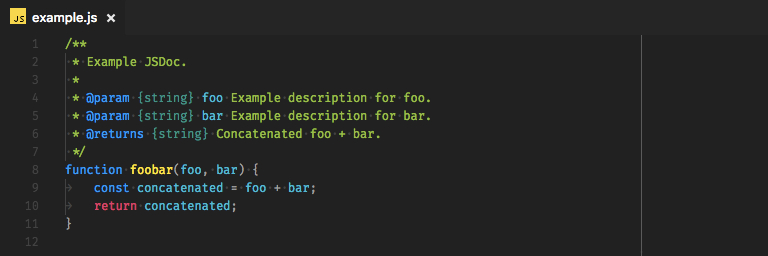 JS example.js ×
1 /**
2  * Example JSDoc.
3  *
4  * @param {string} foo Example description for foo.
5  * @param {string} bar Example description for bar.
6  * @returns {string} Concatenated foo + bar.
7  */
8 function foobar(foo, bar) {
9     const concatenated = foo + bar;
10     return concatenated;
11 }
12